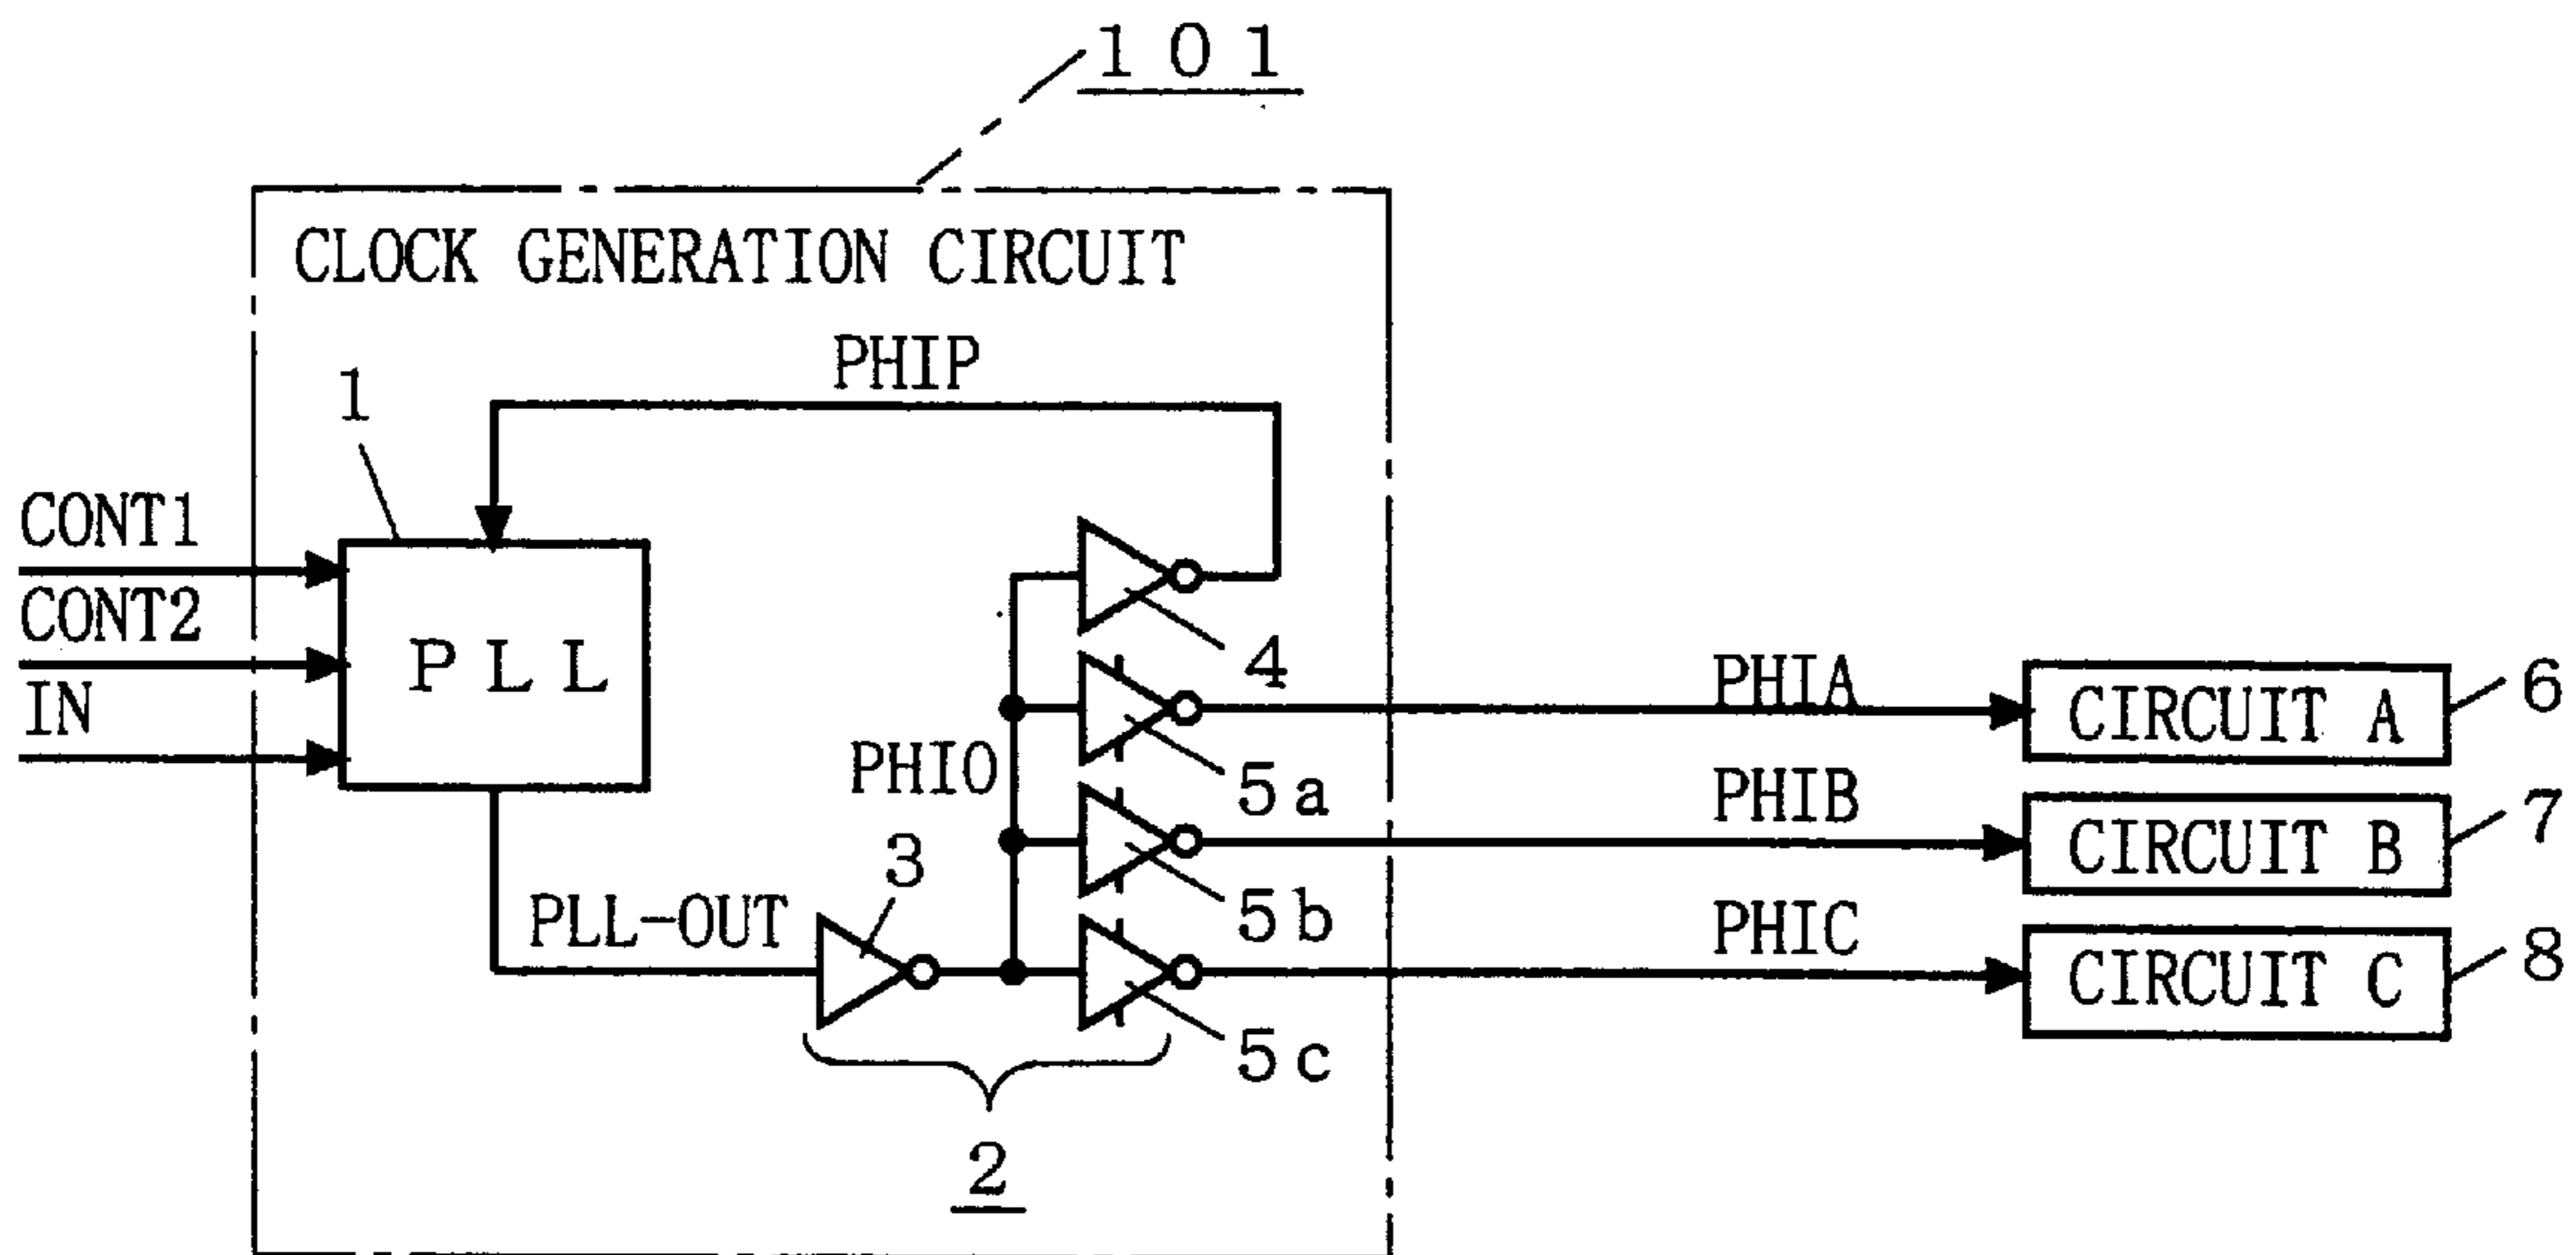 101
CLOCK GENERATION CIRCUIT
PHIP
1
CONT1
CONT2
IN
PLL
4
PHIA
CIRCUIT A
6
PHIO
5a
PHIB
CIRCUIT B
7
3
5b
PLL-OUT
PHIC
CIRCUIT C
8
5c
2